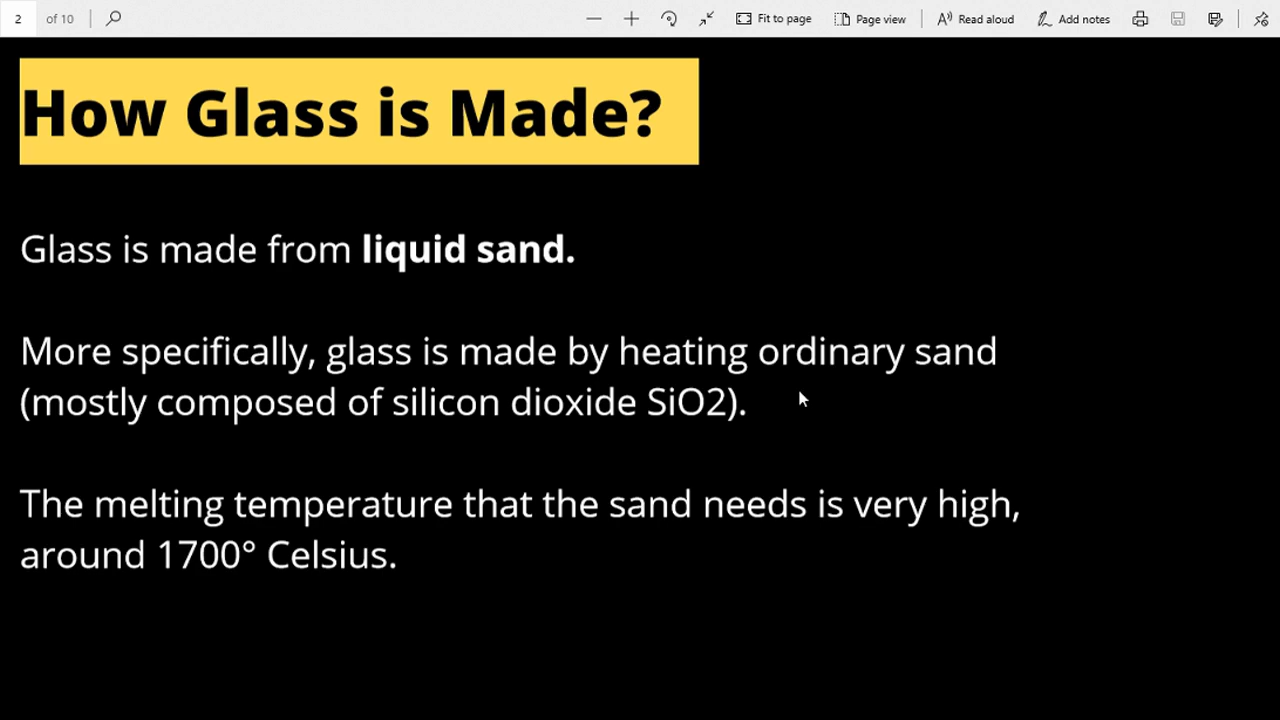 2 of 10 Fit to page Page view Read aloud Add notes
How Glass is Made?
Glass is made from liquid sand.
More specifically, glass is made by heating ordinary sand
(mostly composed of silicon dioxide SiO2).
The melting temperature that the sand needs is very high,
around 1700° Celsius.